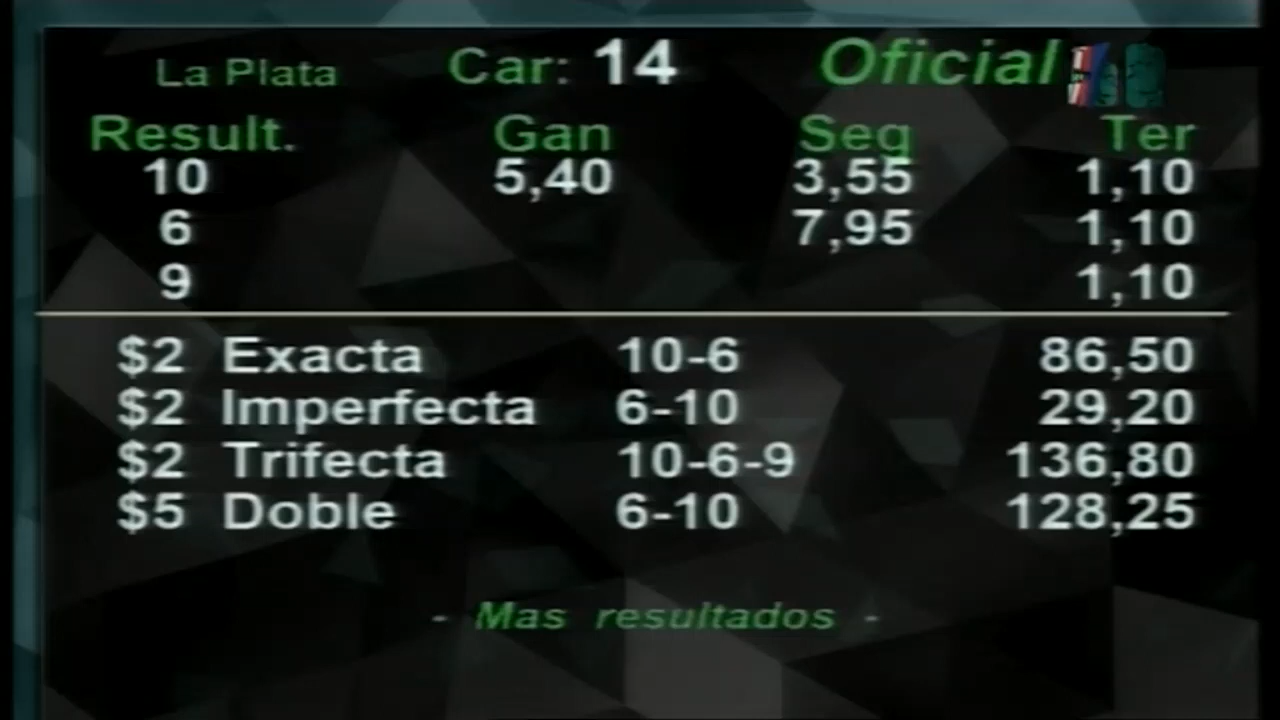 La Plata Car: 14 Oficial
Result. Gan Seg Ter
10 5,40 3,55 1,10
6 7,95 1,10
9 1,10
$2 Exacta 10-6 86,50
$2 Imperfecta 6-10 29,20
$2 Trifecta 10-6-9 136,80
$5 Doble 6-10 128,25
- Mas resultados -